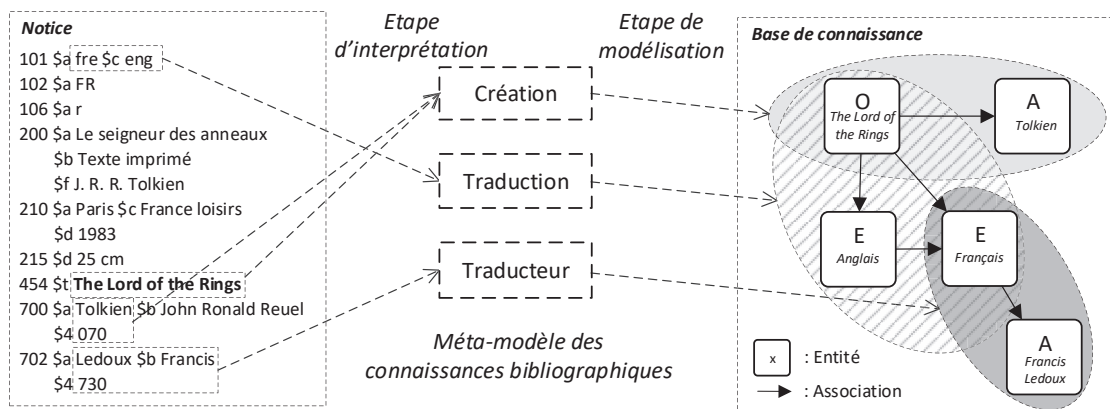 Notice
101 $a fre $c eng
102 $a FR
106 $a r
200 $a Le seigneur des anneaux
$b Texte imprimé
$f J. R. R. Tolkien
210 $a Paris $c France loisirs
$d 1983
215 $d 25 cm
454 $t The Lord of the Rings
700 $a Tolkien $b John Ronald Reuel
$4 070
702 $a Ledoux $b Francis
$4 730
Etape
d'interprétation
Etape de
modélisation
Création
Traduction
Traducteur
Méta-modèle des
connaissances bibliographiques
Base de connaissance
O
The Lord of
the Rings
A
Tolkien
E
Anglais
E
Français
A
Francis
Ledoux
x : Entité
: Association